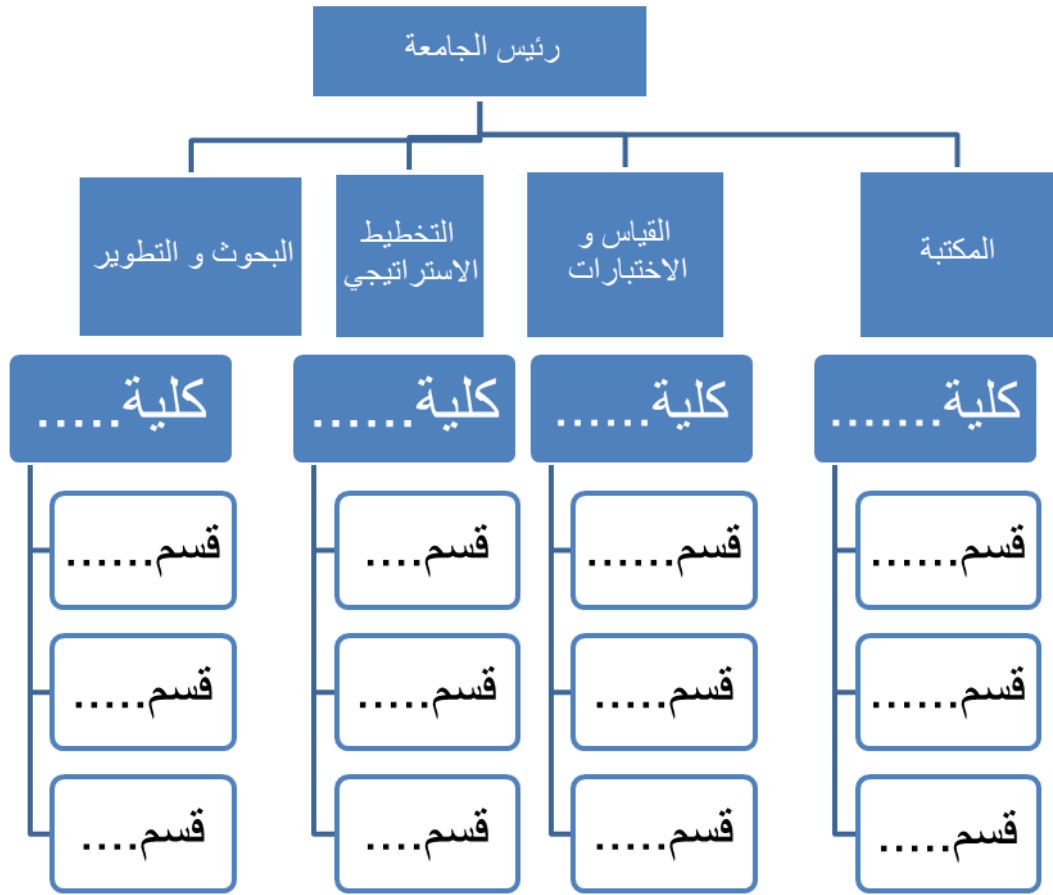 رئيس الجامعة
المكتبة
القياس و
الاختبارات
التخطيط
الاستراتيجي
البحوث و التطوير
كلية.......
كلية......
كلية......
كلية.....
قسم......
قسم......
قسم....
قسم......
قسم......
قسم.....
قسم.....
قسم.....
قسم.....
قسم.....
قسم....
قسم....